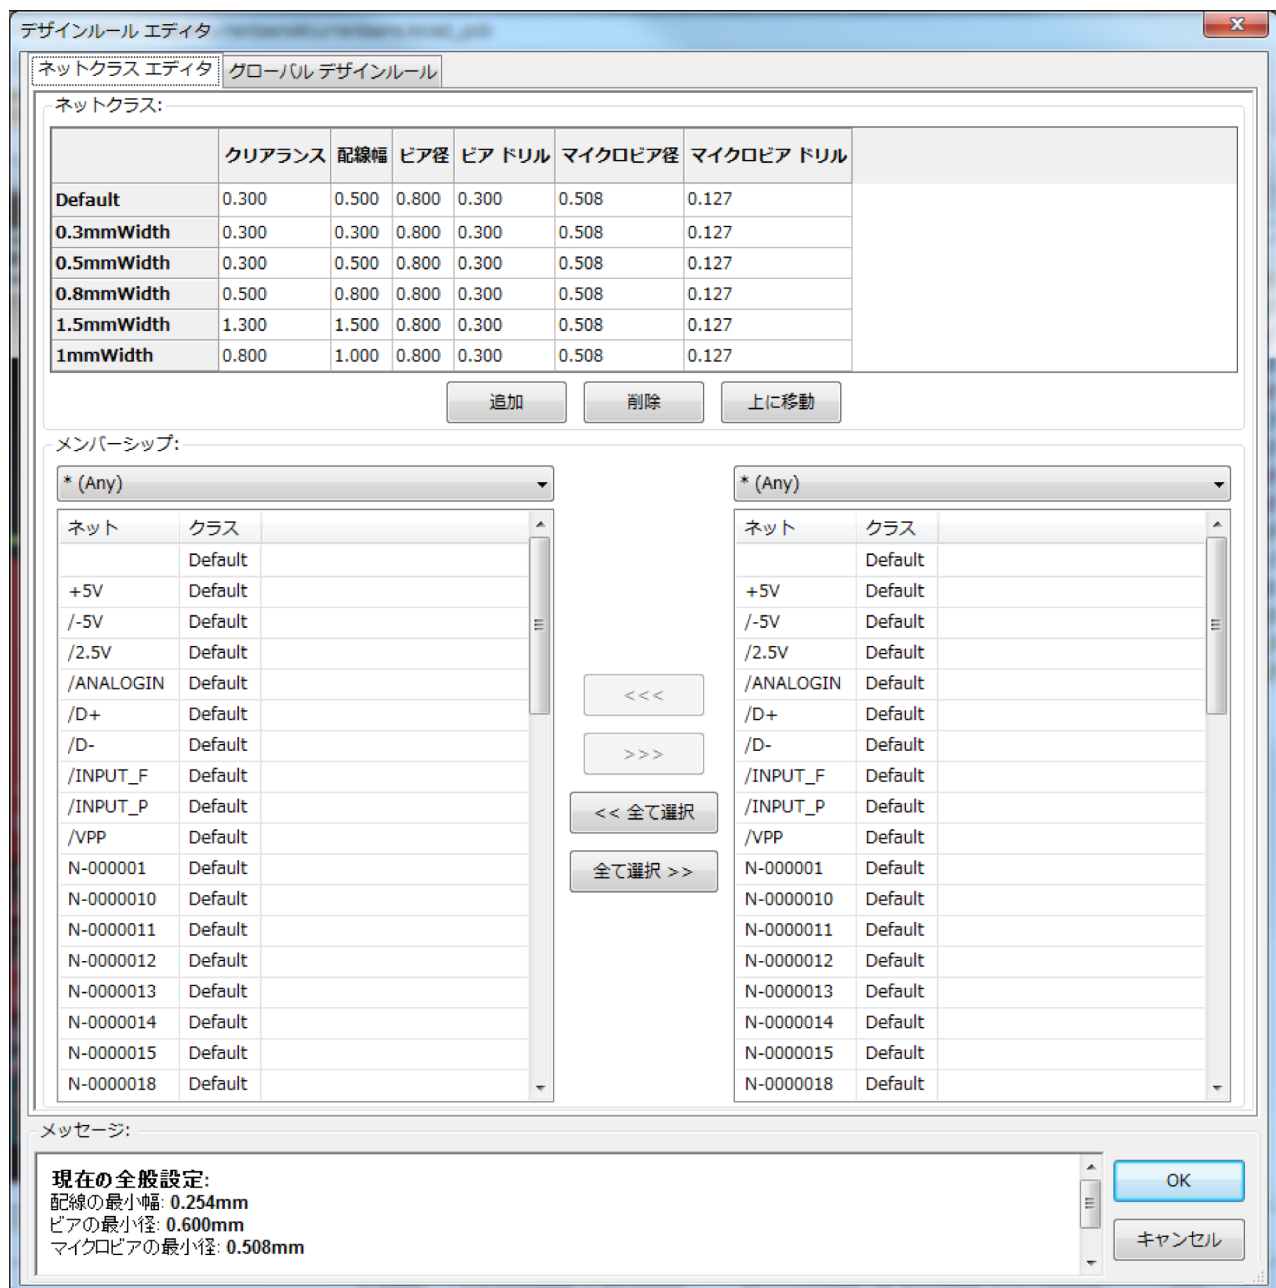 デザインルール エディタ
ネットクラス エディタ グローバル デザインルール
ネットクラス:
クリアランス 配線幅 ビア径 ビア ドリル マイクロビア径 マイクロビア ドリル
Default 0.300 0.500 0.800 0.300 0.508 0.127
0.3mmWidth 0.300 0.300 0.800 0.300 0.508 0.127
0.5mmWidth 0.300 0.500 0.800 0.300 0.508 0.127
0.8mmWidth 0.500 0.800 0.800 0.300 0.508 0.127
1.5mmWidth 1.300 1.500 0.800 0.300 0.508 0.127
1mmWidth 0.800 1.000 0.800 0.300 0.508 0.127
追加 削除 上に移動
メンバーシップ:
* (Any) * (Any)
ネット クラス ネット クラス
Default Default
+5V Default +5V Default
/-5V Default /-5V Default
/2.5V Default /2.5V Default
/ANALOGIN Default /ANALOGIN Default
<<<
/D+ Default /D+ Default
/D- Default /D- Default
>>>
/INPUT_F Default /INPUT_F Default
/INPUT_P Default << 全て選択 /INPUT_P Default
/VPP Default /VPP Default
N-000001 Default 全て選択 >> N-000001 Default
N-0000010 Default N-0000010 Default
N-0000011 Default N-0000011 Default
N-0000012 Default N-0000012 Default
N-0000013 Default N-0000013 Default
N-0000014 Default N-0000014 Default
N-0000015 Default N-0000015 Default
N-0000018 Default N-0000018 Default
メッセージ:
現在の全般設定:
配線の最小幅: 0.254mm
ビアの最小径: 0.600mm
マイクロビアの最小径: 0.508mm
OK
キャンセル